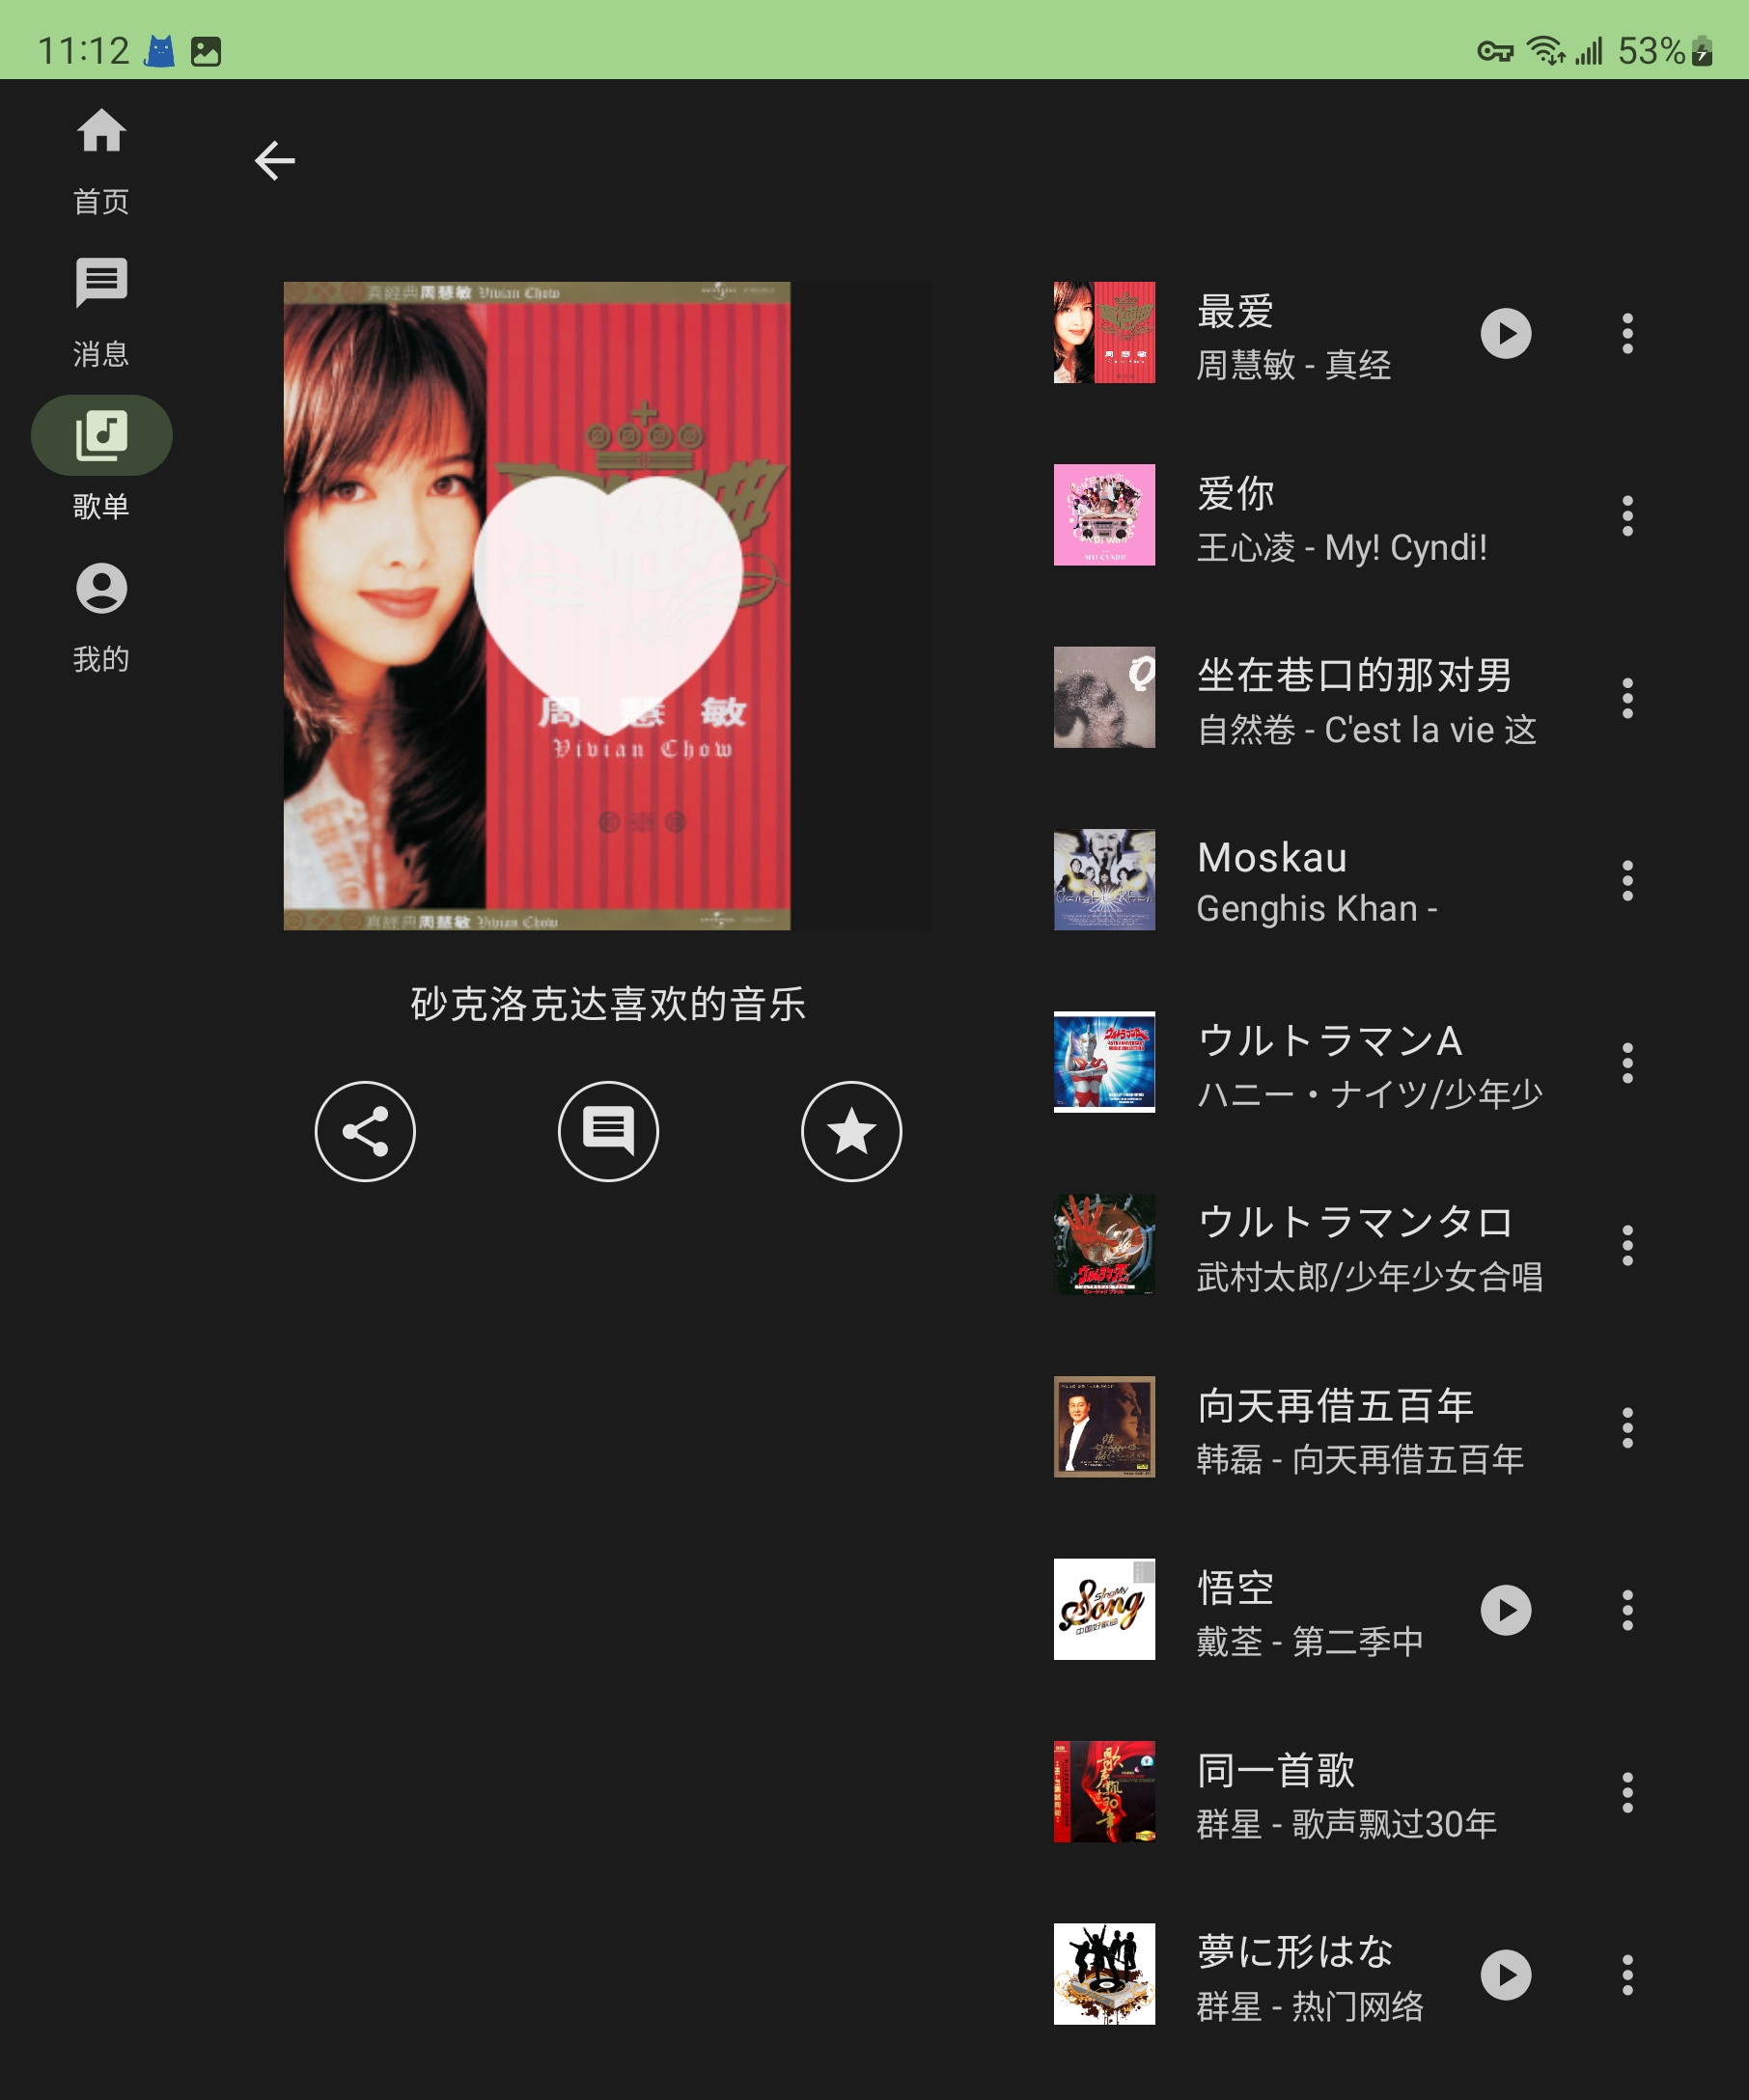 11:12
53%
首页
消息
歌单
我的
真經典周慧敏 Vivian Chow
周 慧 敏
Vivian Chow
真經典周慧敏 Vivian Chow
砂克洛克达喜欢的音乐
最爱
周慧敏 - 真经
爱你
王心凌 - My! Cyndi!
坐在巷口的那对男
自然卷 - C'est la vie 这
Moskau
Genghis Khan -
ウルトラマンA
ハニー・ナイツ/少年少
ウルトラマンタロ
武村太郎/少年少女合唱
向天再借五百年
韩磊 - 向天再借五百年
悟空
戴荃 - 第二季中
SingMy
Song
中国好歌曲
同一首歌
群星 - 歌声飘过30年
夢に形はな
群星 - 热门网络